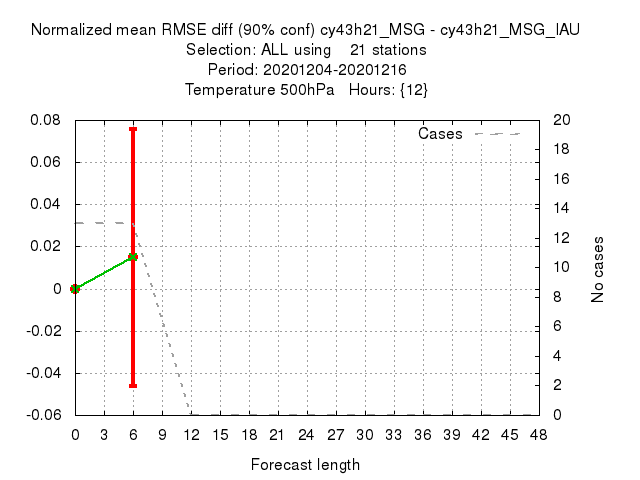 Normalized mean RMSE diff (90% conf) cy43h21_MSG - cy43h21_MSG_IAU
Selection: ALL using    21 stations
Period: 20201204-20201216
Temperature 500hPa   Hours: {12}
Cases
0.08
0.06
0.04
0.02
0
-0.02
-0.04
-0.06
20
18
16
14
12
10
8
6
4
2
0
No cases
0 3 6 9 12 15 18 21 24 27 30 33 36 39 42 45 48
Forecast length